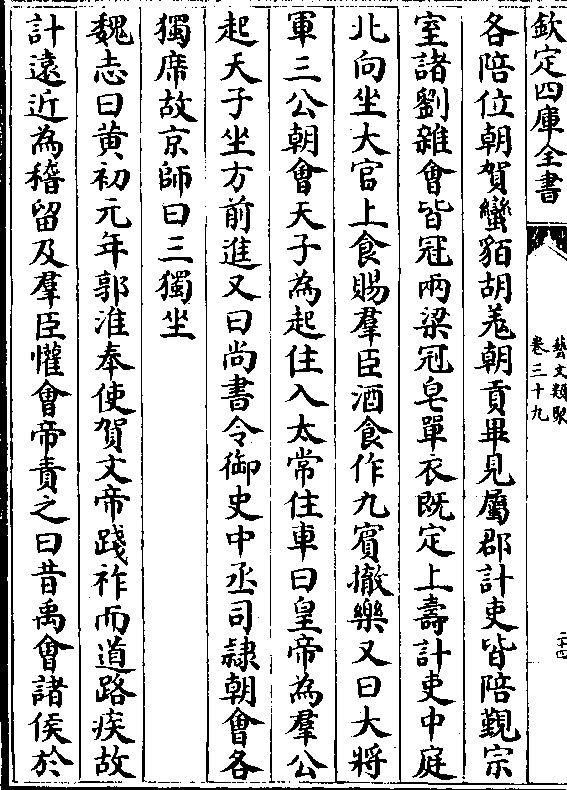 欽定四庫全書
藝文類聚
卷三十九
二十四
各陪位朝賀蠻貊胡羌朝貢畢見屬郡計吏皆陪覲宗
室諸劉雜會皆冠兩梁冠皂單衣既定上壽計吏中庭
北向坐大官上食賜羣臣酒食作九賓撤樂又曰大將
軍三公朝會天子為起住入太常住車曰皇帝為羣公
起天子坐方前進又曰尚書令御史中丞司隷朝會各
獨席故京師曰三獨坐
魏志曰黄初元年郭淮奉使賀文帝踐祚而道路疾故
計遠近為稽留及羣臣懽會帝責之曰昔禹會諸侯於